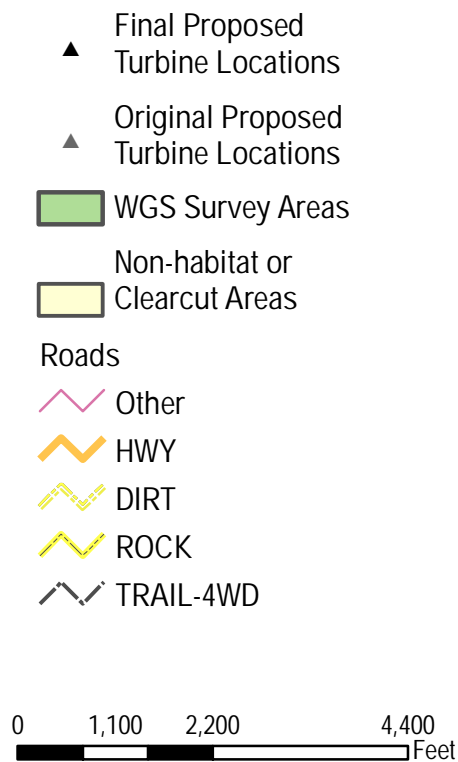 Final Proposed
Turbine Locations
Original Proposed
Turbine Locations
WGS Survey Areas
Non-habitat or
Clearcut Areas
Roads
Other
HWY
DIRT
ROCK
TRAIL-4WD
0 1,100 2,200 4,400
Feet